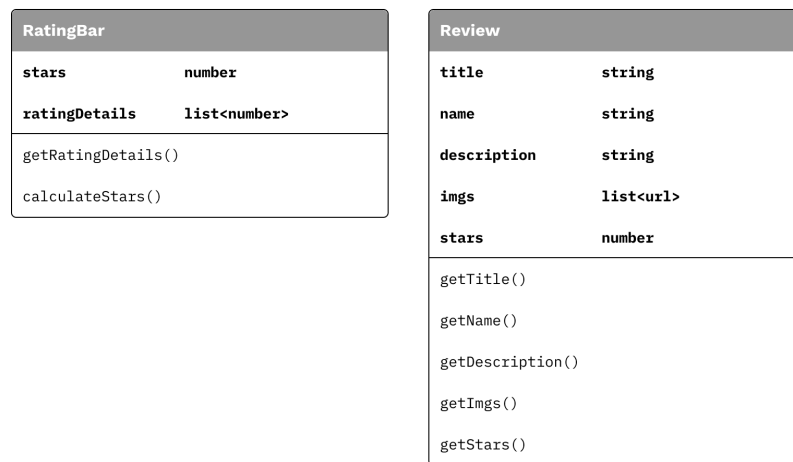 RatingBar
stars number
ratingDetails list<number>
getRatingDetails()
calculateStars()
Review
title string
name string
description string
imgs list<url>
stars number
getTitle()
getName()
getDescription()
getImgs()
getStars()